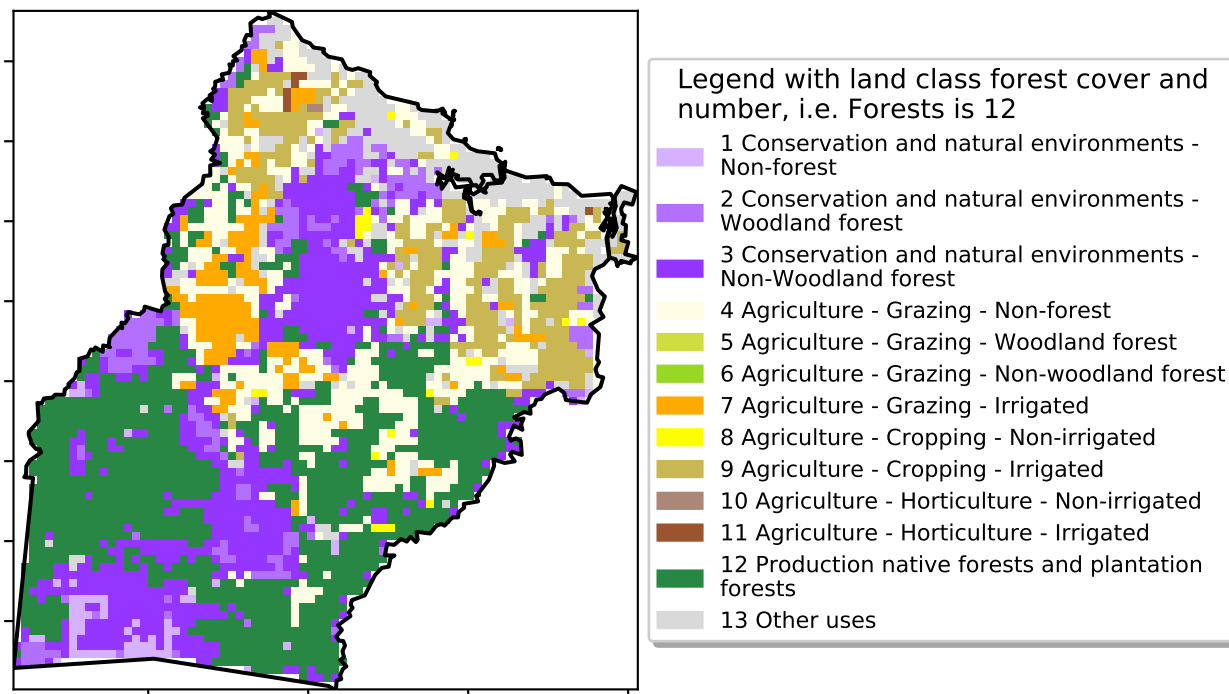 Legend with land class forest cover and
number, i.e. Forests is 12
1 Conservation and natural environments -
Non-forest
2 Conservation and natural environments -
Woodland forest
3 Conservation and natural environments -
Non-Woodland forest
4 Agriculture - Grazing - Non-forest
5 Agriculture - Grazing - Woodland forest
6 Agriculture - Grazing - Non-woodland forest
7 Agriculture - Grazing - Irrigated
8 Agriculture - Cropping - Non-irrigated
9 Agriculture - Cropping - Irrigated
10 Agriculture - Horticulture - Non-irrigated
11 Agriculture - Horticulture - Irrigated
12 Production native forests and plantation
forests
13 Other uses